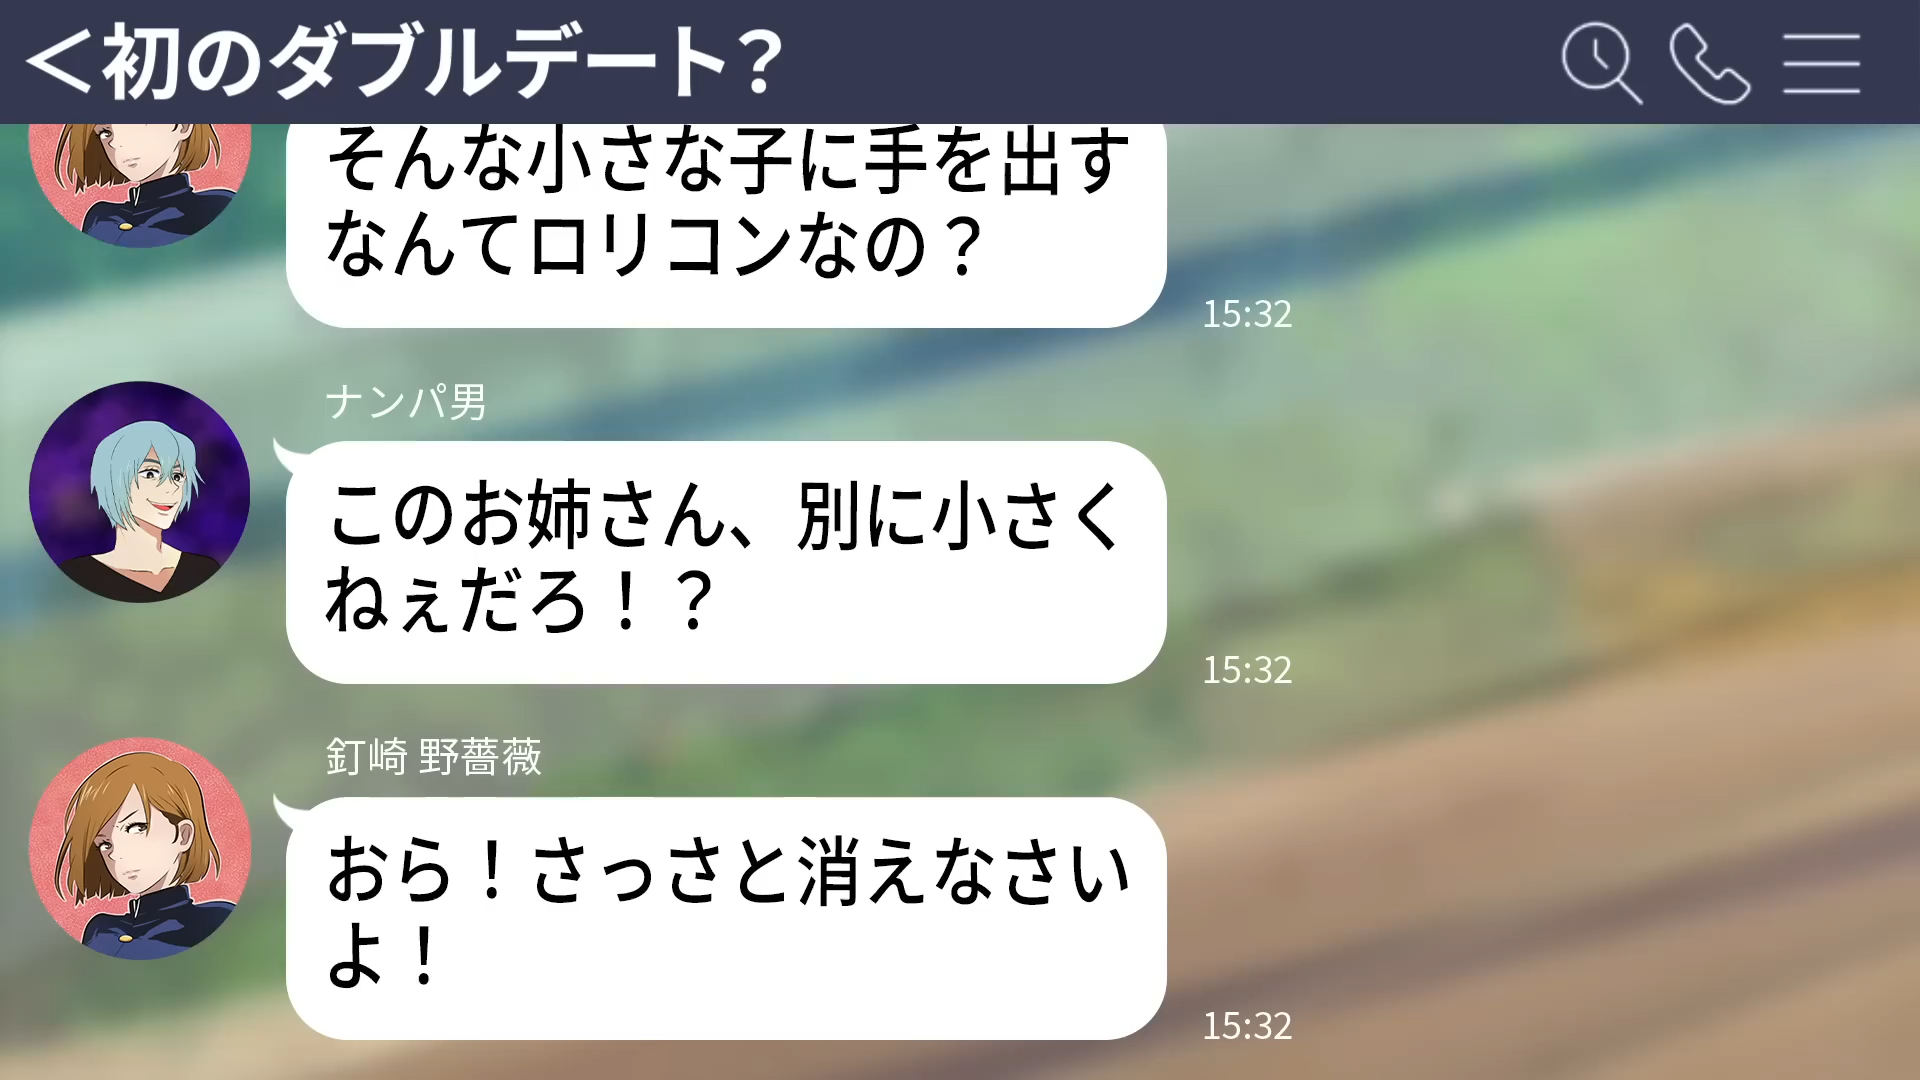 ＜初のダブルデート？
そんな小さな子に手を出す
なんてロリコンなの？
15:32
ナンパ男
このお姉さん、別に小さく
ねぇだろ！？
15:32
釘崎 野薔薇
おら！さっさと消えなさい
よ！
15:32